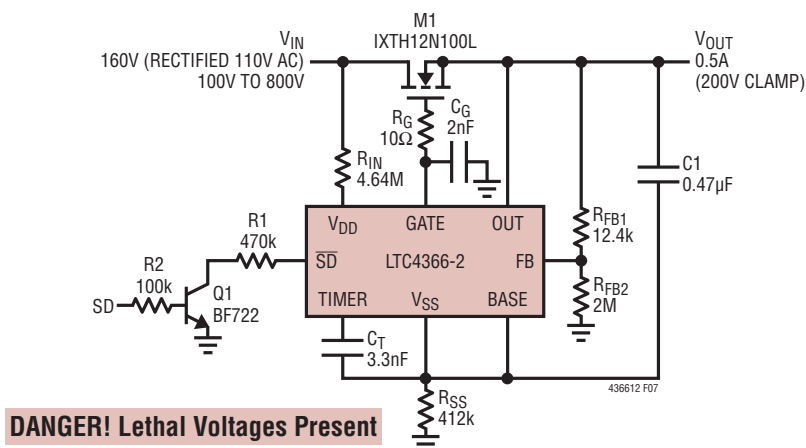 M1
IXTH12N100L
V_IN
160V (RECTIFIED 110V AC)
100V TO 800V
V_OUT
0.5A
(200V CLAMP)
R_G
10Ω
C_G
2nF
R_IN
4.64M
C1
0.47µF
R_FB1
12.4k
R1
470k
V_DD
GATE
OUT
SD
LTC4366-2
FB
R2
100k
SD
Q1
BF722
R_FB2
2M
TIMER
V_SS
BASE
C_T
3.3nF
436612 F07
R_SS
412k
DANGER! Lethal Voltages Present